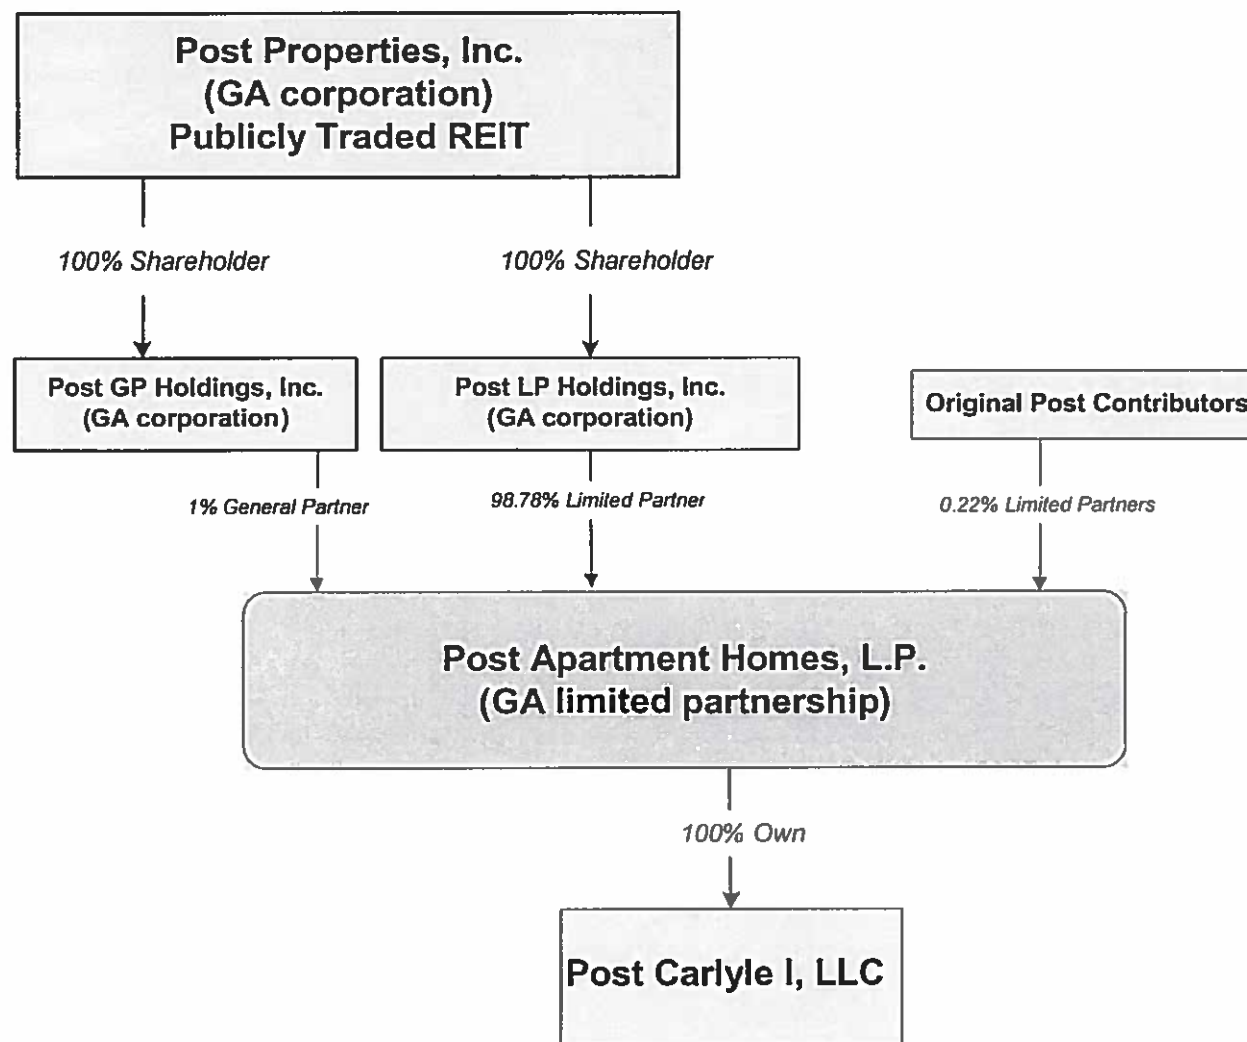 Post Properties, Inc.
(GA corporation)
Publicly Traded REIT
100% Shareholder
100% Shareholder
Post GP Holdings, Inc.
(GA corporation)
Post LP Holdings, Inc.
(GA corporation)
Original Post Contributors
1% General Partner
98.78% Limited Partner
0.22% Limited Partners
Post Apartment Homes, L.P.
(GA limited partnership)
100% Own
Post Carlyle I, LLC